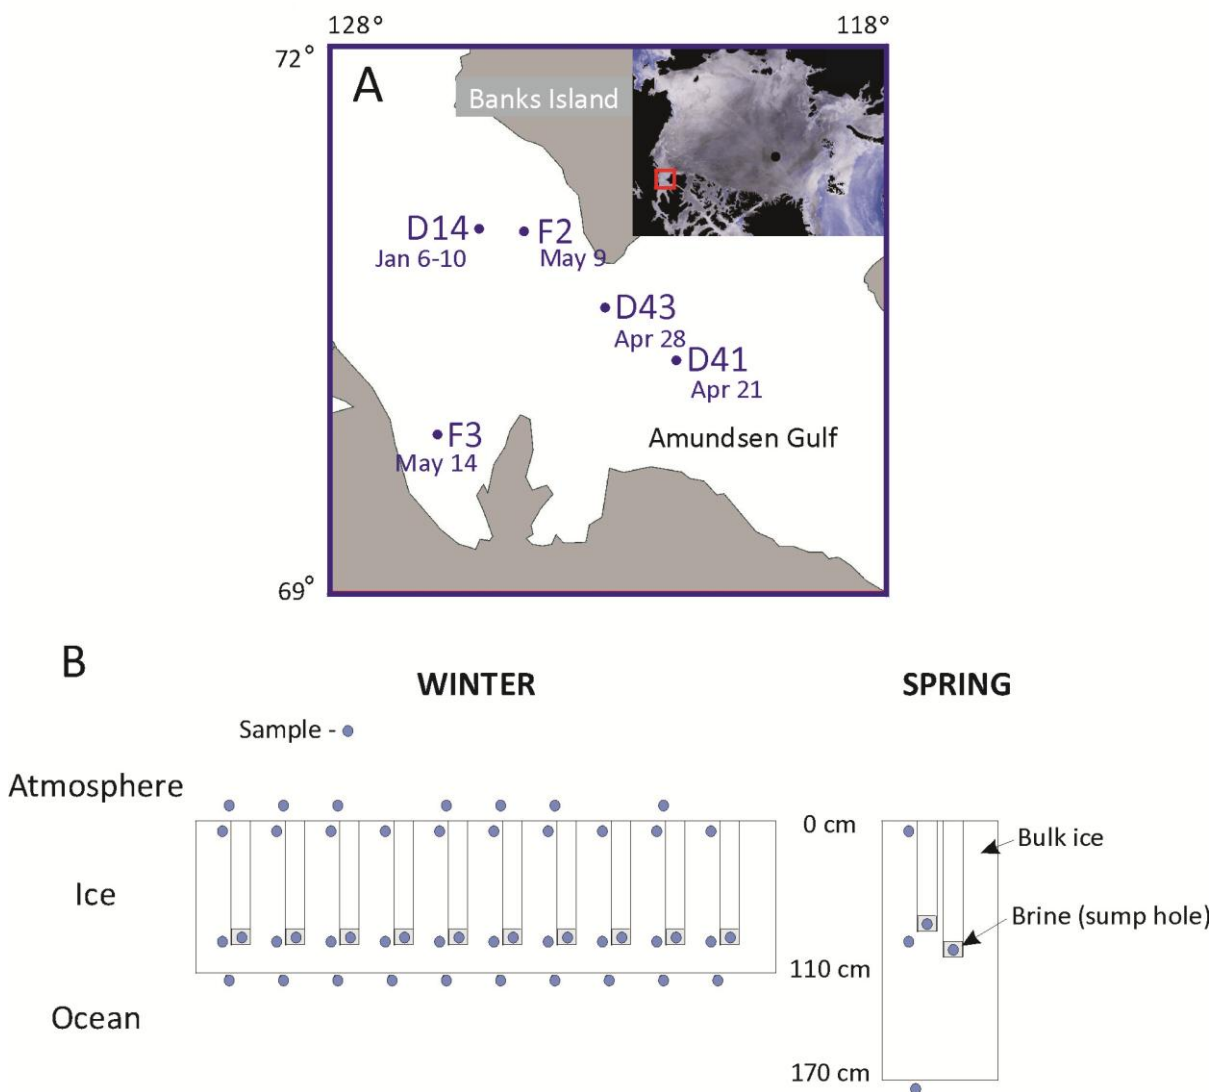 128°
118°
72°
A
Banks Island
D14
Jan 6-10
F2
May 9
D43
Apr 28
D41
Apr 21
F3
May 14
Amundsen Gulf
69°
B
WINTER
SPRING
Sample -
Atmosphere
0 cm
Bulk ice
Ice
Brine (sump hole)
110 cm
Ocean
170 cm